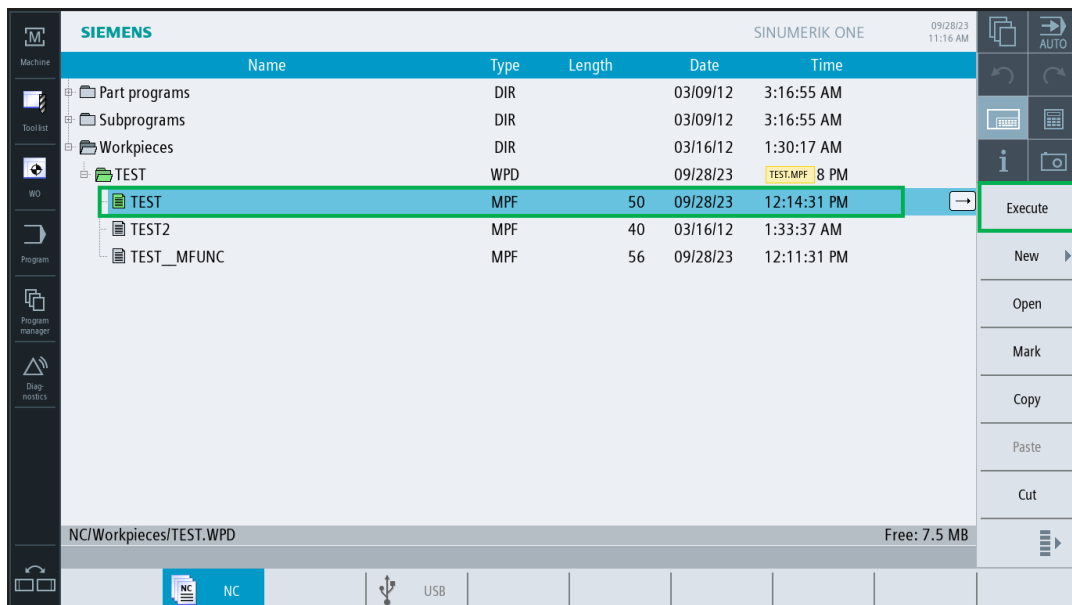 SIEMENS
SINUMERIK ONE
09/28/23
11:16 AM
M
Machine
AUTO
Name Type Length Date Time
Part programs DIR 03/09/12 3:16:55 AM
Subprograms DIR 03/09/12 3:16:55 AM
Tool list
Workpieces DIR 03/16/12 1:30:17 AM
TEST WPD 09/28/23 TEST.MPF 8 PM
WO
TEST MPF 50 09/28/23 12:14:31 PM
Execute
TEST2 MPF 40 03/16/12 1:33:37 AM
Program
TEST__MFUNC MPF 56 09/28/23 12:11:31 PM
New
Open
Program
manager
Mark
Diag-
nostics
Copy
Paste
Cut
NC/Workpieces/TEST.WPD Free: 7.5 MB
NC NC
USB